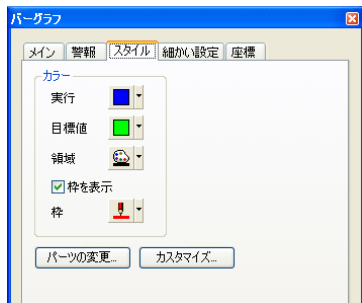 バーグラフ
メイン 警報 スタイル 細かい設定 座標
カラー
実行
目標値
領域
枠を表示
枠
パーツの変更... カスタマイズ...